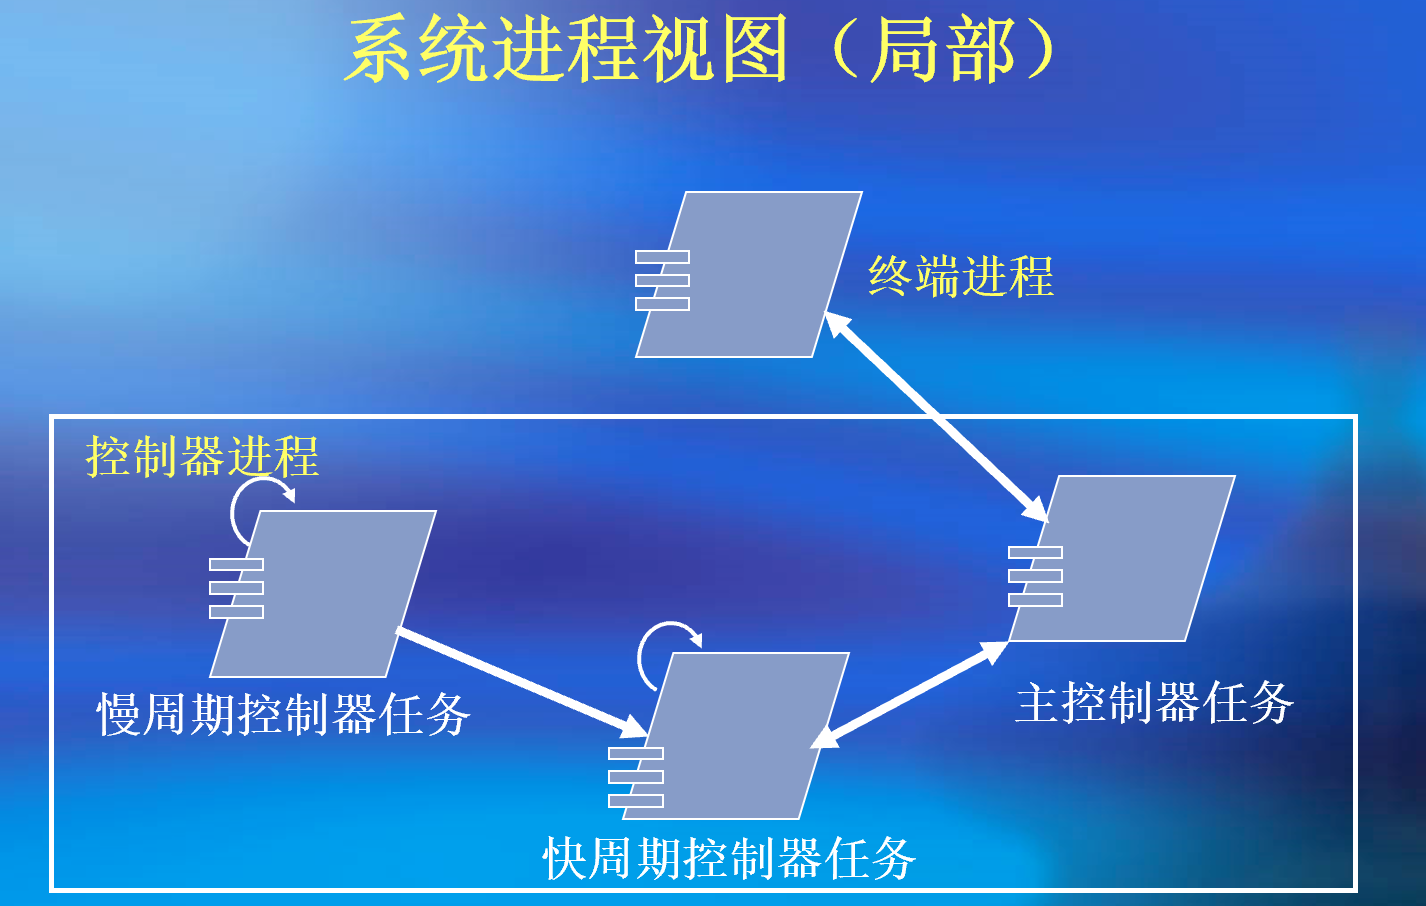 系统进程视图（局部）
终端进程
控制器进程
慢周期控制器任务
主控制器任务
快周期控制器任务